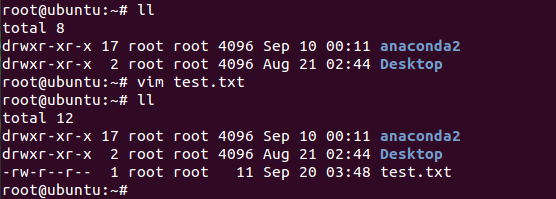 root@ubuntu:~# ll
total 8
drwxr-xr-x 17 root root 4096 Sep 10 00:11 anaconda2
drwxr-xr-x  2 root root 4096 Aug 21 02:44 Desktop
root@ubuntu:~# vim test.txt
root@ubuntu:~# ll
total 12
drwxr-xr-x 17 root root 4096 Sep 10 00:11 anaconda2
drwxr-xr-x  2 root root 4096 Aug 21 02:44 Desktop
-rw-r--r--  1 root root   11 Sep 20 03:48 test.txt
root@ubuntu:~#